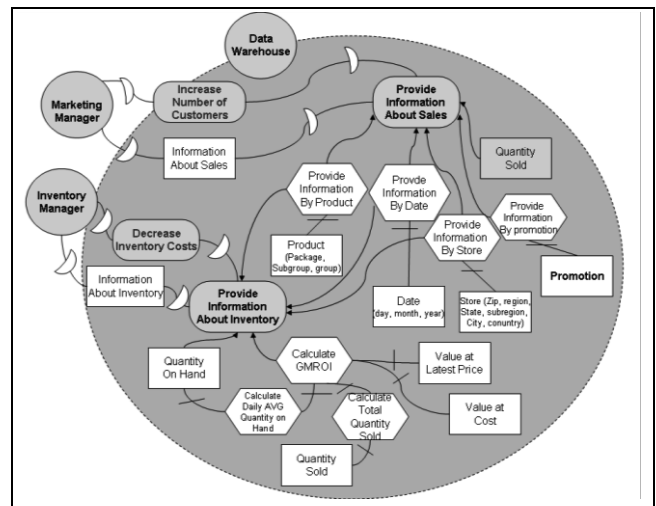 Data
Warehouse
Marketing
Manager
Increase
Number of
Customers
Provide
Information
About Sales
Information
About Sales
Quantity
Sold
Inventory
Manager
Provide
Information
By Product
Provde
Information
By Date
Provide
Information
By promotion
Decrease
Inventory Costs
Provide
Information
By Store
Product
(Package,
Subgroup, group)
Promotion
Information
About Inventory
Provide
Information
About Inventory
Date
(day, month, year)
Store (Zip, region,
State, subregion,
City, conuntry)
Quantity
On Hand
Calculate
GMROI
Value at
Latest Price
Calculate
Daily AVG
Quantity on
Hand
Calculate
Total
Quantity
Sold
Value at
Cost
Quantity
Sold